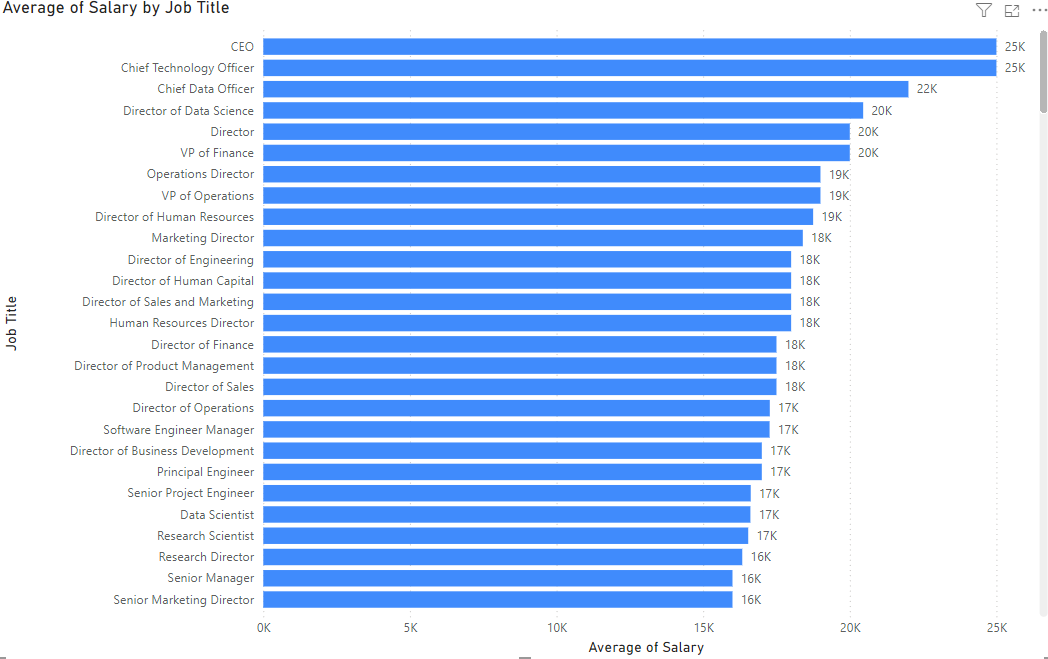 Average of Salary by Job Title
CEO 25K
Chief Technology Officer 25K
Chief Data Officer 22K
Director of Data Science 20K
Director 20K
VP of Finance 20K
Operations Director 19K
VP of Operations 19K
Director of Human Resources 19K
Marketing Director 18K
Director of Engineering 18K
Director of Human Capital 18K
Director of Sales and Marketing 18K
Human Resources Director 18K
Director of Finance 18K
Director of Product Management 18K
Director of Sales 18K
Director of Operations 17K
Software Engineer Manager 17K
Director of Business Development 17K
Principal Engineer 17K
Senior Project Engineer 17K
Data Scientist 17K
Research Scientist 17K
Research Director 16K
Senior Manager 16K
Senior Marketing Director 16K
Job Title
0K 5K 10K 15K 20K 25K
Average of Salary